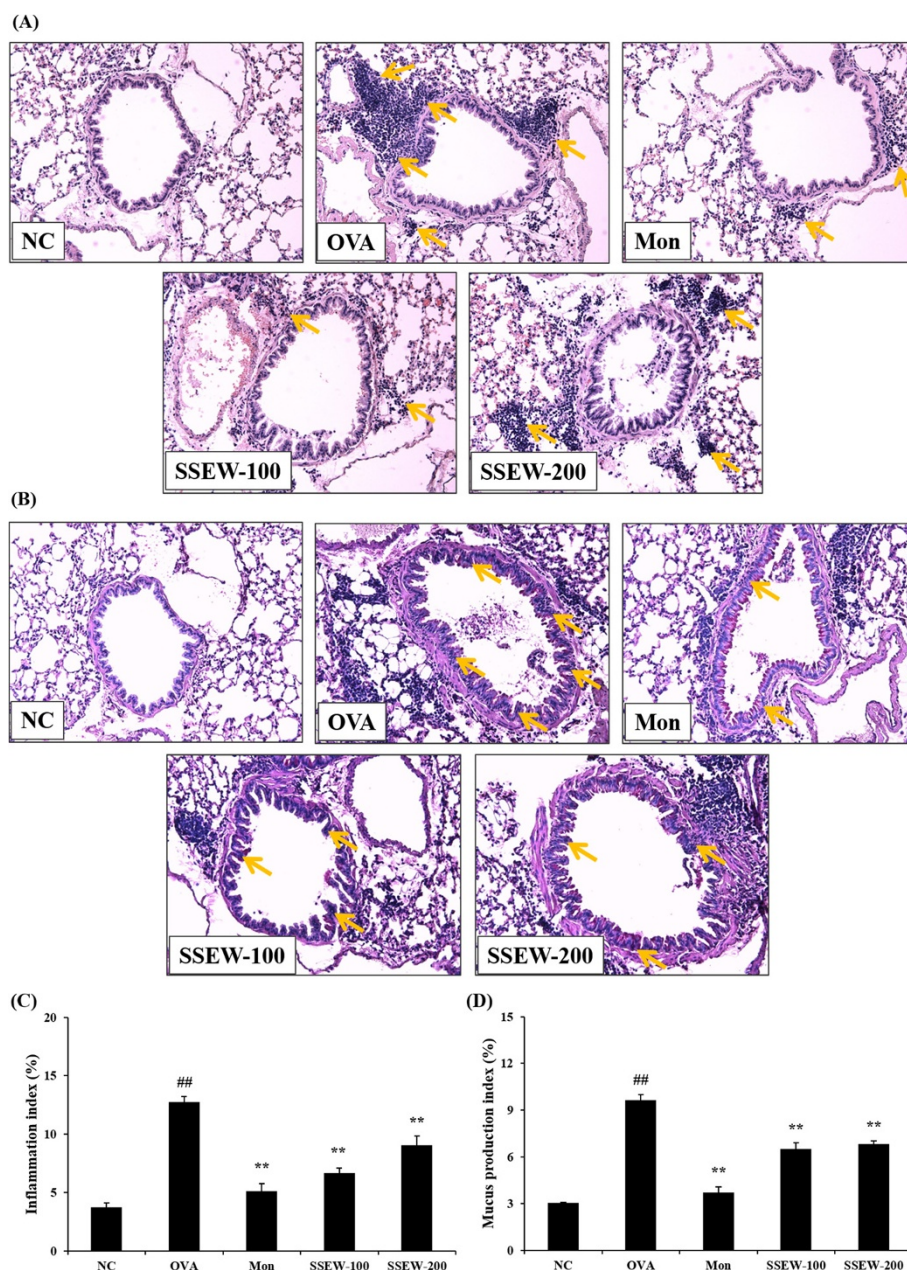 (A)
NC
OVA
Mon
SSEW-100
SSEW-200
(B)
NC
OVA
Mon
SSEW-100
SSEW-200
(C)
Inflammation index (%)
20
15
10
5
0
##
**
**
**
NC OVA Mon SSEW-100 SSEW-200
(D)
Mucus production index (%)
15
12
9
6
3
0
##
**
**
**
NC OVA Mon SSEW-100 SSEW-200